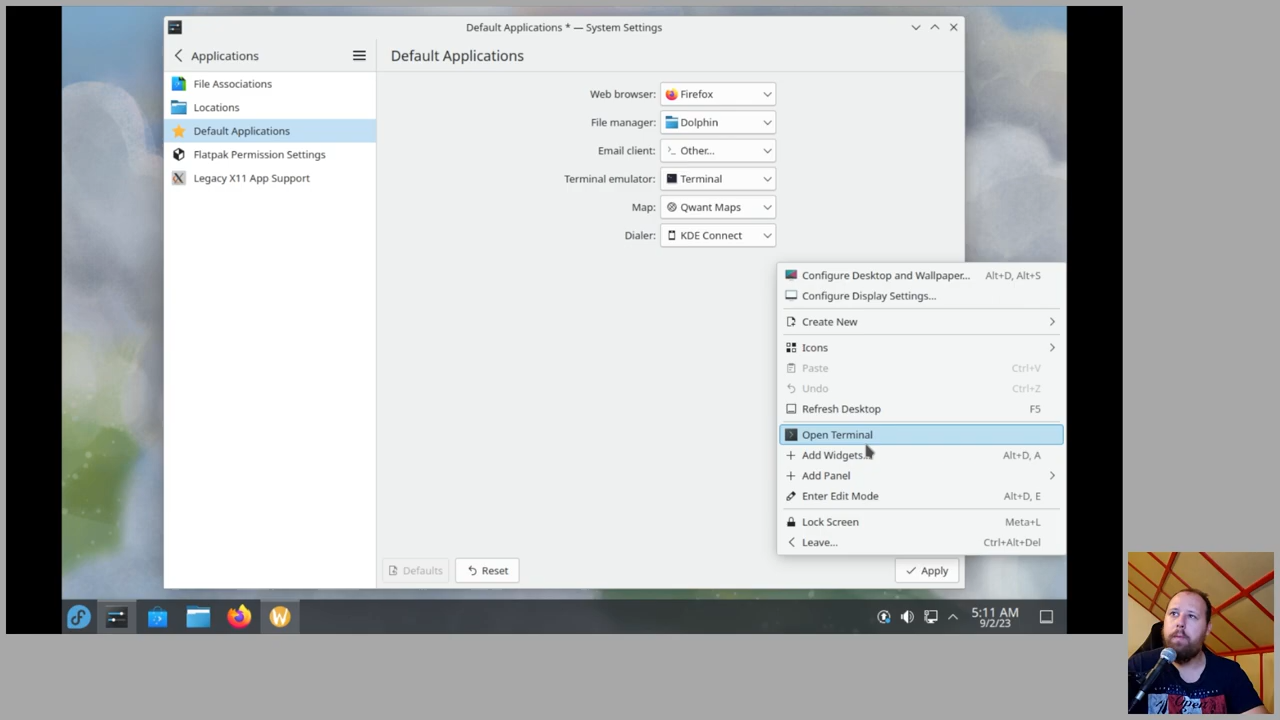 Default Applications * — System Settings
Applications
Default Applications
File Associations
Locations
Default Applications
Flatpak Permission Settings
Legacy X11 App Support
Web browser: Firefox
File manager: Dolphin
Email client: Other...
Terminal emulator: Terminal
Map: Qwant Maps
Dialer: KDE Connect
Configure Desktop and Wallpaper... Alt+D, Alt+S
Configure Display Settings...
Create New
Icons
Paste Ctrl+V
Undo Ctrl+Z
Refresh Desktop F5
Open Terminal
Add Widgets... Alt+D, A
Add Panel
Enter Edit Mode Alt+D, E
Lock Screen Meta+L
Leave... Ctrl+Alt+Del
Defaults
Reset
Apply
5:11 AM
9/2/23